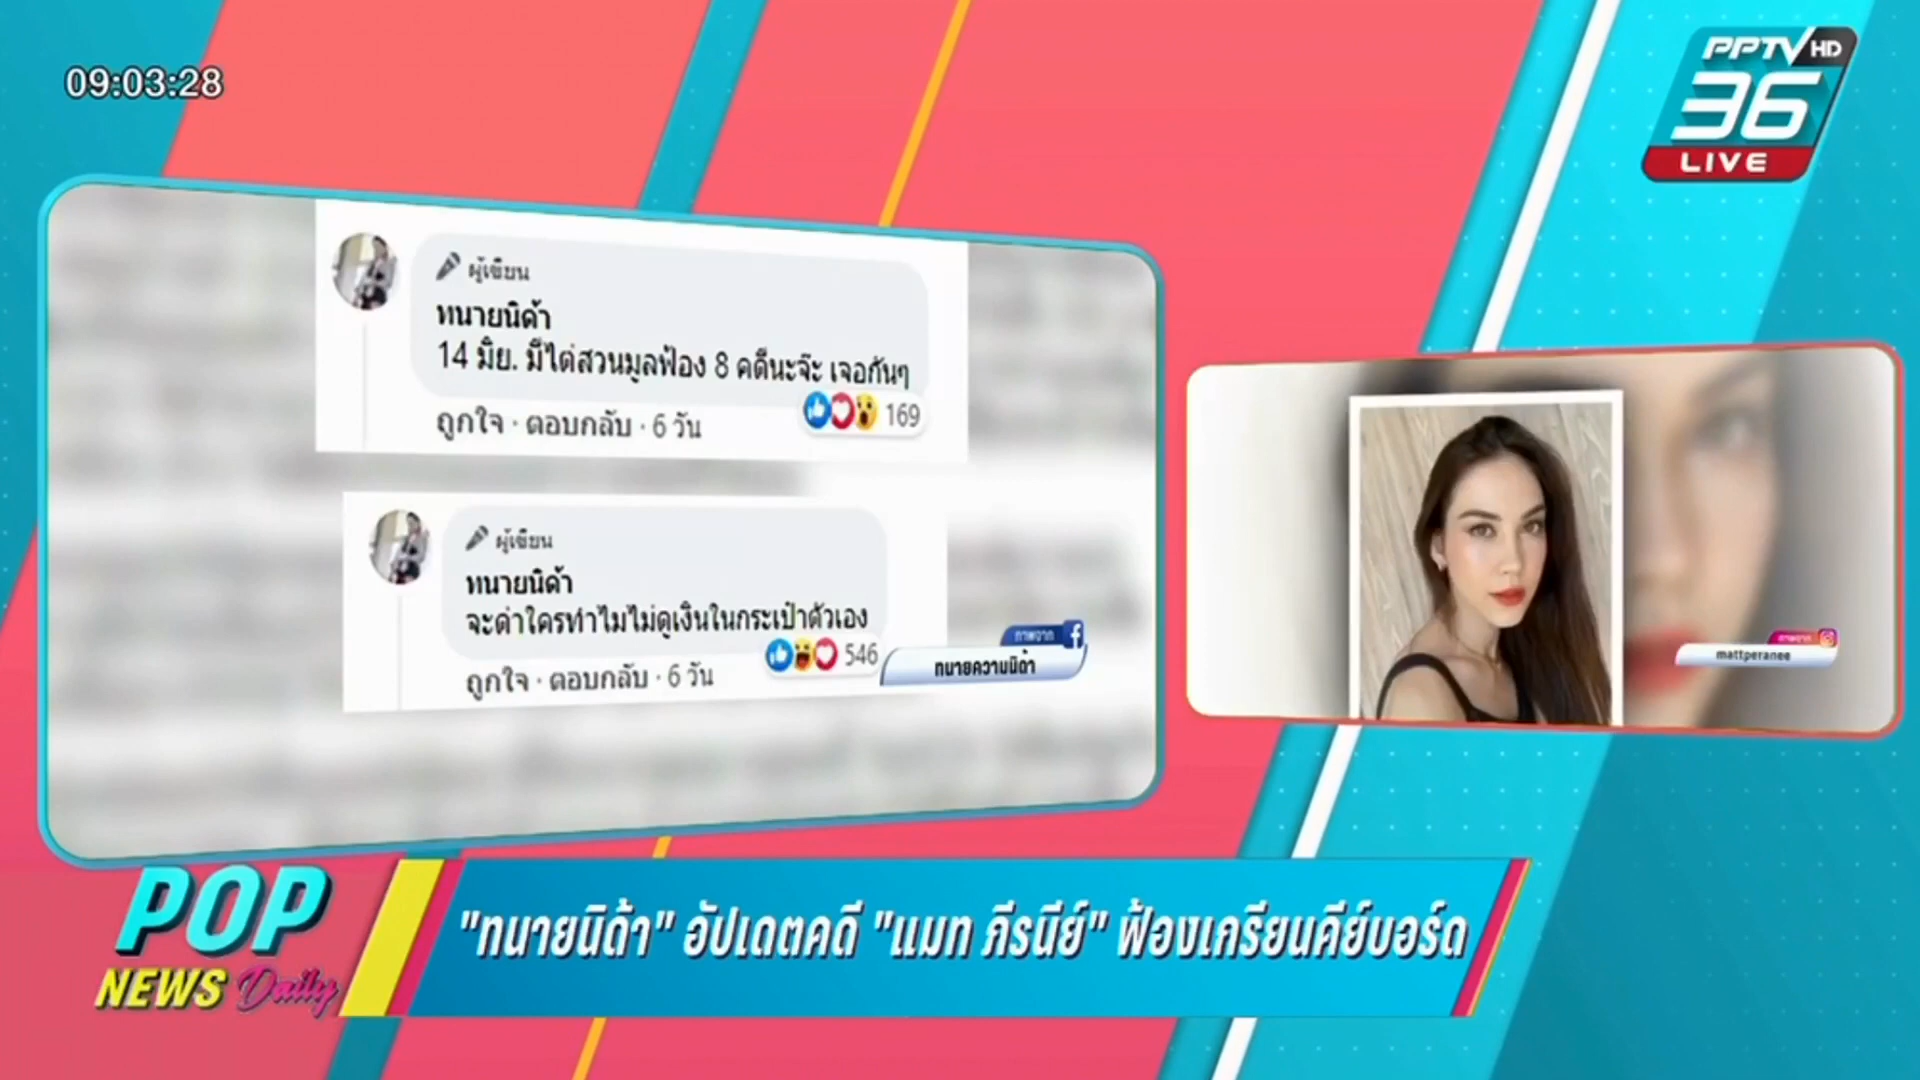 09:03:28
PPTV HD
36
LIVE
ผู้เขียน
ทนายนิด้า
14 มิย. มีไต่สวนมูลฟ้อง 8 คดีนะจ๊ะ เจอกันๆ
ถูกใจ · ตอบกลับ · 6 วัน
169
ผู้เขียน
ทนายนิด้า
จะด่าใครทำไมไม่ดูเงินในกระเป๋าตัวเอง
ถูกใจ · ตอบกลับ · 6 วัน
546
ภาพจาก
ทนายความนิด้า
ภาพจาก
mattperanee
POP
NEWS Daily
"ทนายนิด้า" อัปเดตคดี "แมท ภีรนีย์" ฟ้องเกรียนคีย์บอร์ด